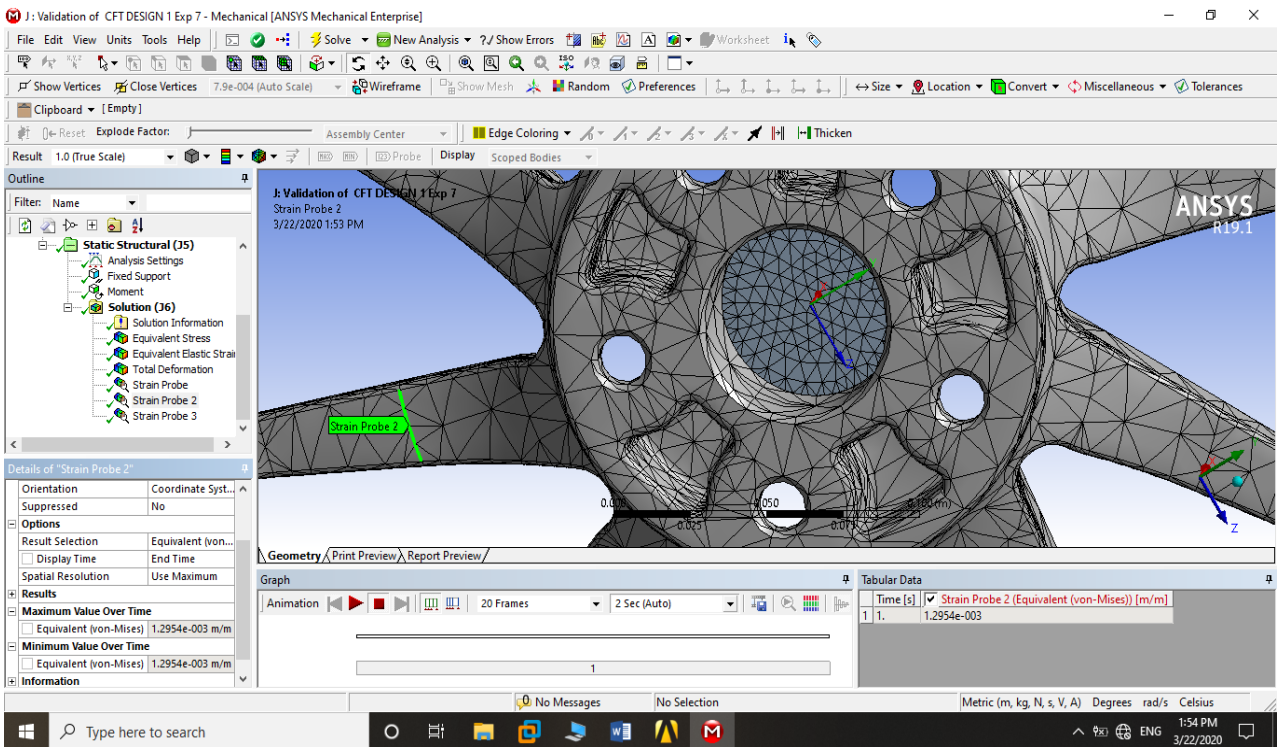 J : Validation of CFT DESIGN 1 Exp 7 - Mechanical [ANSYS Mechanical Enterprise]
File Edit View Units Tools Help Solve New Analysis ?/ Show Errors A Worksheet i
ISO
Show Vertices Close Vertices 7.9e-004 (Auto Scale) Wireframe Show Mesh Random Preferences Size Location Convert Miscellaneous Tolerances
Clipboard [Empty]
Reset Explode Factor: Assembly Center Edge Coloring Thicken
Result 1.0 (True Scale) MAX MIN Probe Display Scoped Bodies
Outline
Filter: Name
Static Structural (J5)
Analysis Settings
Fixed Support
Moment
Solution (J6)
Solution Information
Equivalent Stress
Equivalent Elastic Strai
Total Deformation
Strain Probe
Strain Probe 2
Strain Probe 3
Details of "Strain Probe 2"
Orientation Coordinate Syst...
Suppressed No
Options
Result Selection Equivalent (von...
Display Time End Time
Spatial Resolution Use Maximum
Results
Maximum Value Over Time
Equivalent (von-Mises) 1.2954e-003 m/m
Minimum Value Over Time
Equivalent (von-Mises) 1.2954e-003 m/m
Information
J: Validation of CFT DESIGN 1 Exp 7
Strain Probe 2
3/22/2020 1:53 PM
ANSYS
R19.1
Strain Probe 2
0.050
0.100 (m)
0.025
Z
Geometry Print Preview Report Preview
Graph
Animation 20 Frames 2 Sec (Auto)
1
Tabular Data
Time [s] Strain Probe 2 (Equivalent (von-Mises)) [m/m]
1 1. 1.2954e-003
0 No Messages No Selection Metric (m, kg, N, s, V, A) Degrees rad/s Celsius
Type here to search ENG 1:54 PM
3/22/2020